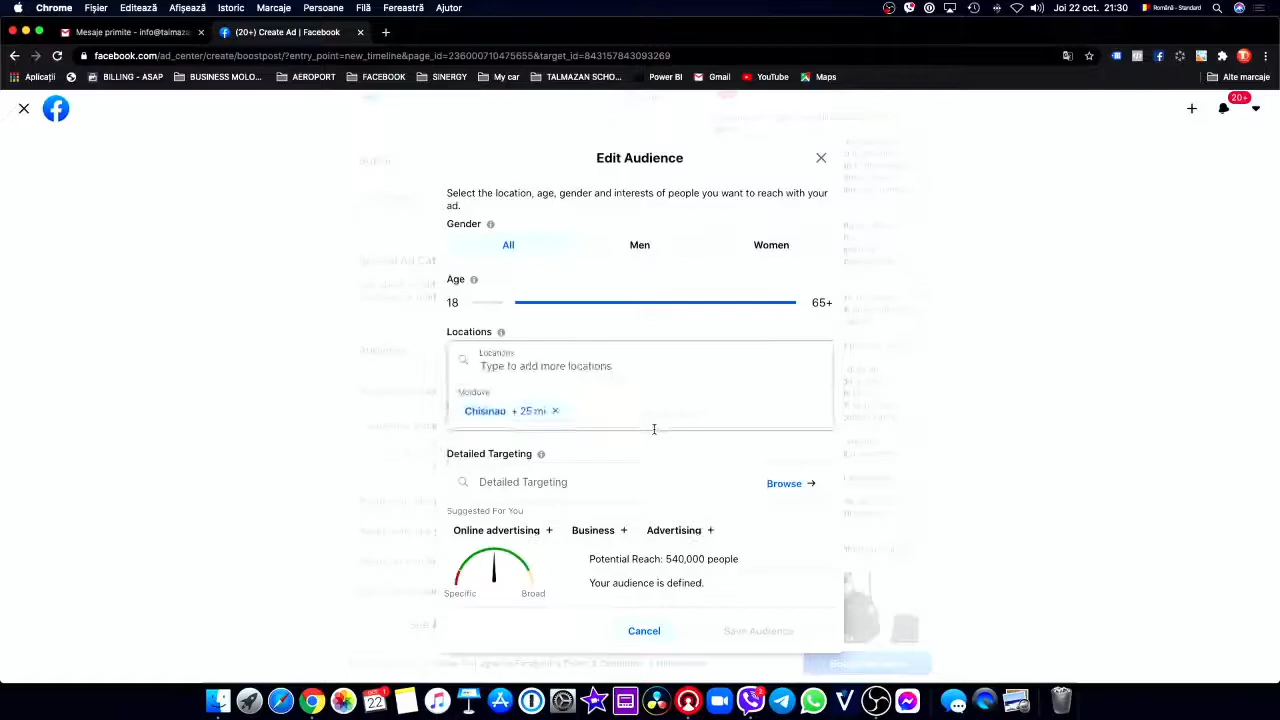 Chrome Fișier Editează Afișează Istoric Marcaje Persoane Filă Fereastră Ajutor Joi 22 oct. 21:30 Română - Standard
Mesaje primite - info@talmaza (20+) Create Ad | Facebook
facebook.com/ad_center/create/boostpost/?entry_point=new_timeline&page_id=236000710475655&target_id=843157843093269
Aplicații BILLING - ASAP BUSINESS MOLO... AEROPORT FACEBOOK SINERGY My car TALMAZAN SCHO... Power BI Gmail YouTube Maps Alte marcaje
20+
Edit Audience
Select the location, age, gender and interests of people you want to reach with your
ad.
Gender
All Men Women
Age
18 65+
Locations
Locations
Type to add more locations
Moldova
Chisinau + 25 mi
Detailed Targeting
Detailed Targeting Browse
Suggested For You
Online advertising + Business + Advertising +
Potential Reach: 540,000 people
Your audience is defined.
Specific Broad
Cancel Save Audience
OCT 22 1 2